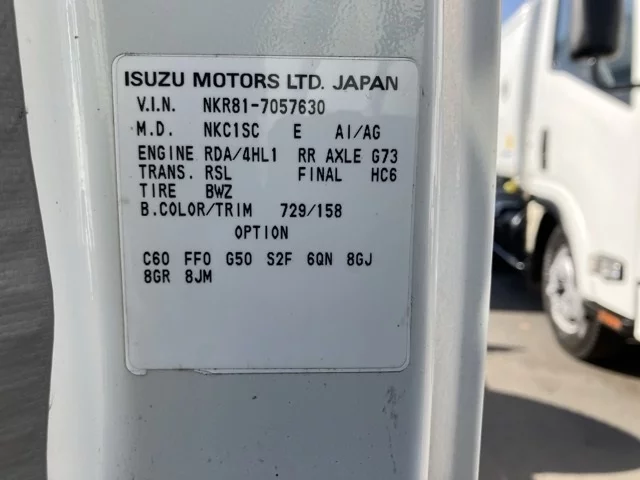 ISUZU MOTORS LTD. JAPAN
V.I.N. NKR81-7057630
M.D. NKC1SC E AI/AG
ENGINE RDA/4HL1 RR AXLE G73
TRANS. RSL FINAL HC6
TIRE BWZ
B.COLOR/TRIM 729/158
OPTION
C60 FF0 G50 S2F 6QN 8GJ
8GR 8JM